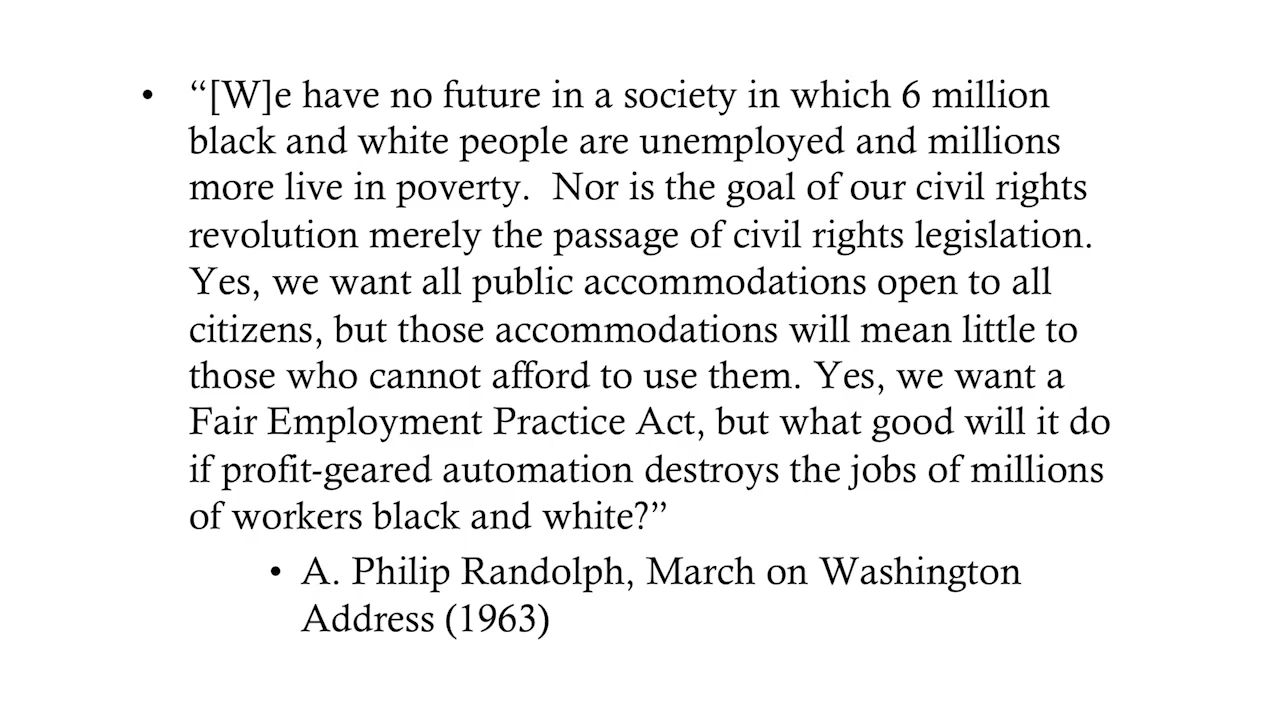 • “[W]e have no future in a society in which 6 million
black and white people are unemployed and millions
more live in poverty.  Nor is the goal of our civil rights
revolution merely the passage of civil rights legislation.
Yes, we want all public accommodations open to all
citizens, but those accommodations will mean little to
those who cannot afford to use them. Yes, we want a
Fair Employment Practice Act, but what good will it do
if profit-geared automation destroys the jobs of millions
of workers black and white?”
• A. Philip Randolph, March on Washington
Address (1963)